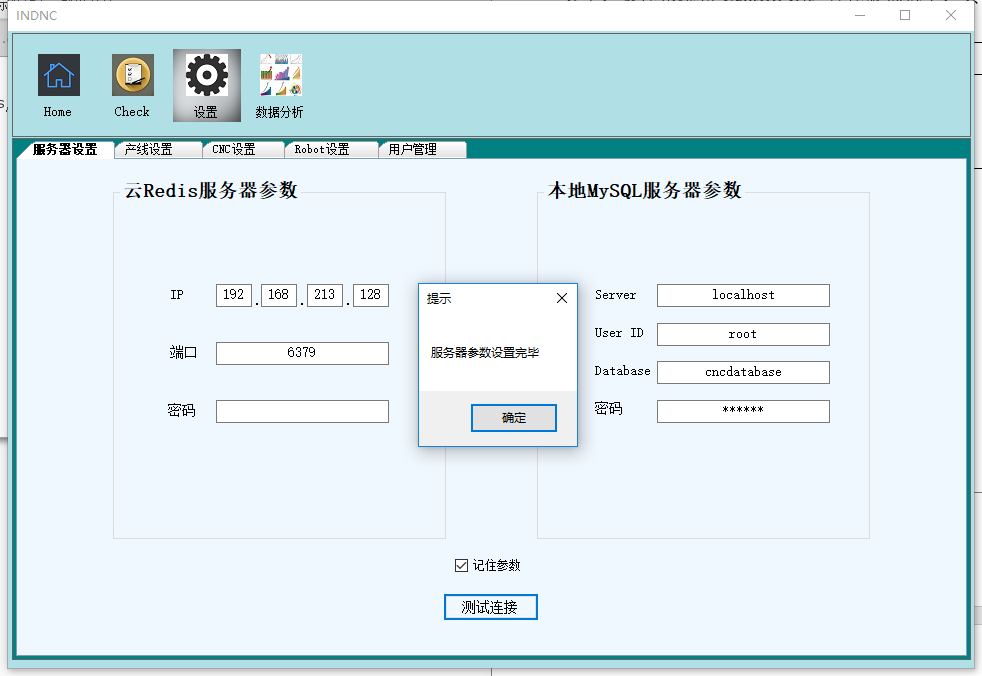 INDNC
Home
Check
设置
数据分析
服务器设置
产线设置
CNC设置
Robot设置
用户管理
云Redis服务器参数
IP
192 . 168 . 213 . 128
端口
6379
密码
本地MySQL服务器参数
Server
localhost
User ID
root
Database
cncdatabase
密码
******
提示
服务器参数设置完毕
确定
记住参数
测试连接